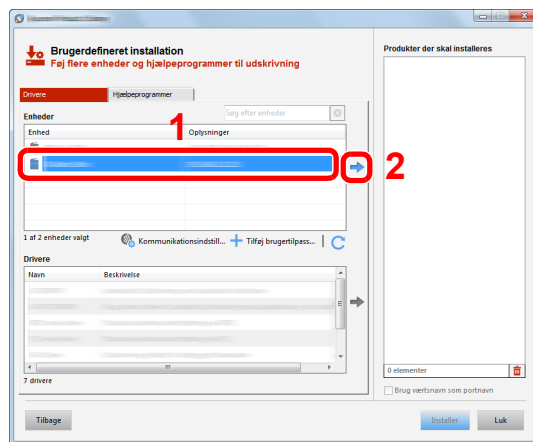 Brugerdefineret installation
Føj flere enheder og hjælpeprogrammer til udskrivning
Produkter der skal installeres
Drivere
Hjælpeprogrammer
Enheder
Søg efter enheder
1
Enhed
Oplysninger
2
1 af 2 enheder valgt
Kommunikationsindstill...
Tilføj brugertilpass...
Drivere
Navn
Beskrivelse
7 drivere
0 elementer
Brug værtsnavn som portnavn
Tilbage
Installer
Luk